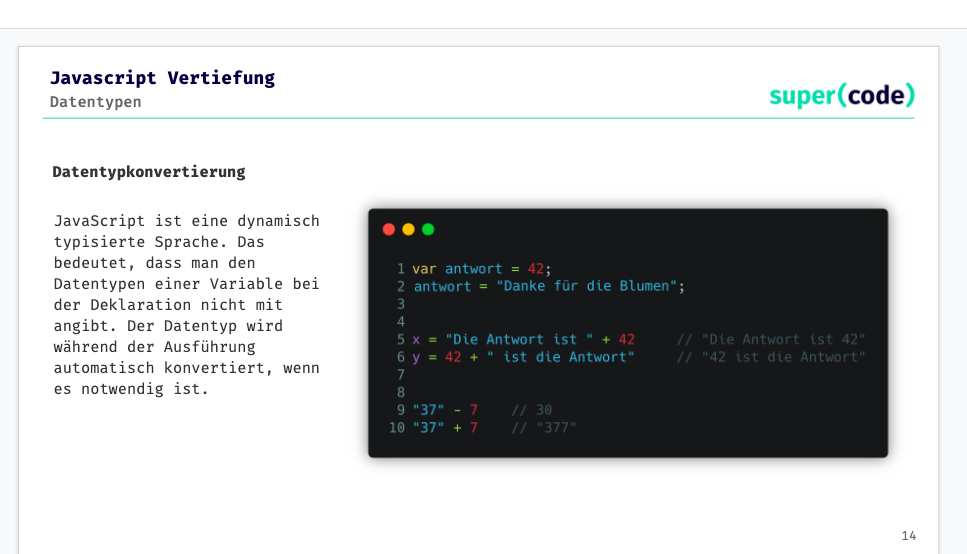 Javascript Vertiefung
Datentypen
super(code)
Datentypkonvertierung
JavaScript ist eine dynamisch
typisierte Sprache. Das
bedeutet, dass man den
Datentypen einer Variable bei
der Deklaration nicht mit
angibt. Der Datentyp wird
während der Ausführung
automatisch konvertiert, wenn
es notwendig ist.
1 var antwort = 42;
2 antwort = "Danke für die Blumen";
3
4
5 x = "Die Antwort ist " + 42 // "Die Antwort ist 42"
6 y = 42 + " ist die Antwort" // "42 ist die Antwort"
7
8
9 "37" - 7 // 30
10 "37" + 7 // "377"
14